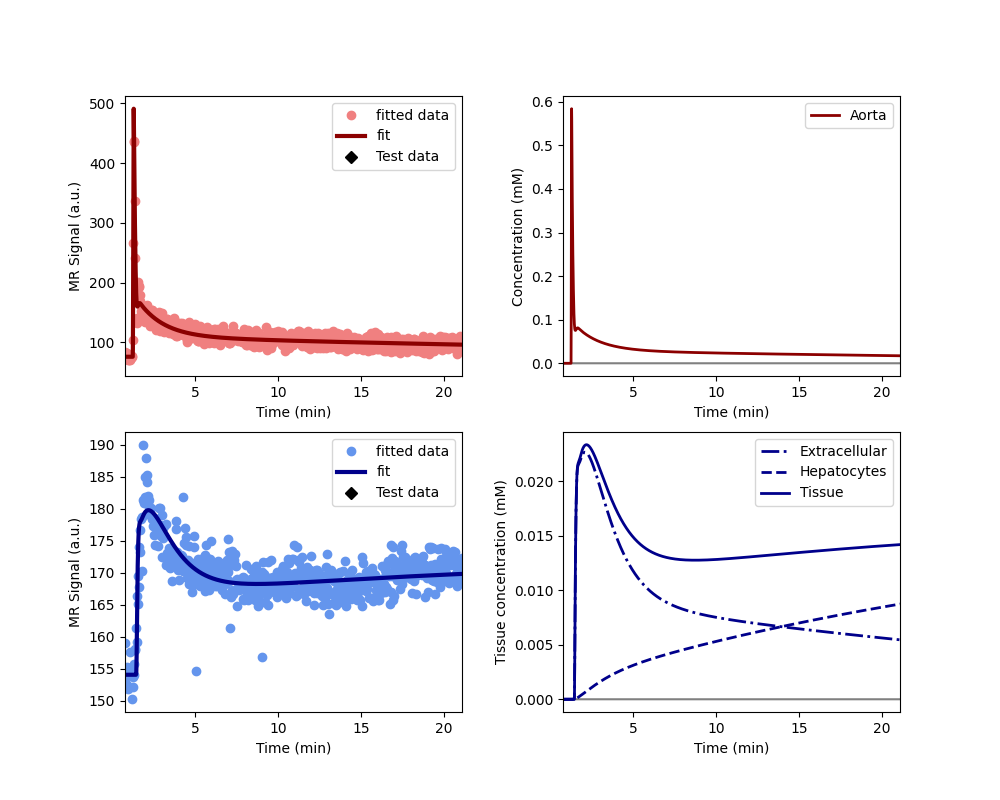 500
400
300
200
100
MR Signal (a.u.)
fitted data
fit
Test data
5
10
15
20
Time (min)
0.6
0.5
0.4
0.3
0.2
0.1
0.0
Concentration (mM)
Aorta
5
10
15
20
Time (min)
190
185
180
175
170
165
160
155
150
MR Signal (a.u.)
fitted data
fit
Test data
5
10
15
20
Time (min)
0.020
0.015
0.010
0.005
0.000
Tissue concentration (mM)
Extracellular
Hepatocytes
Tissue
5
10
15
20
Time (min)